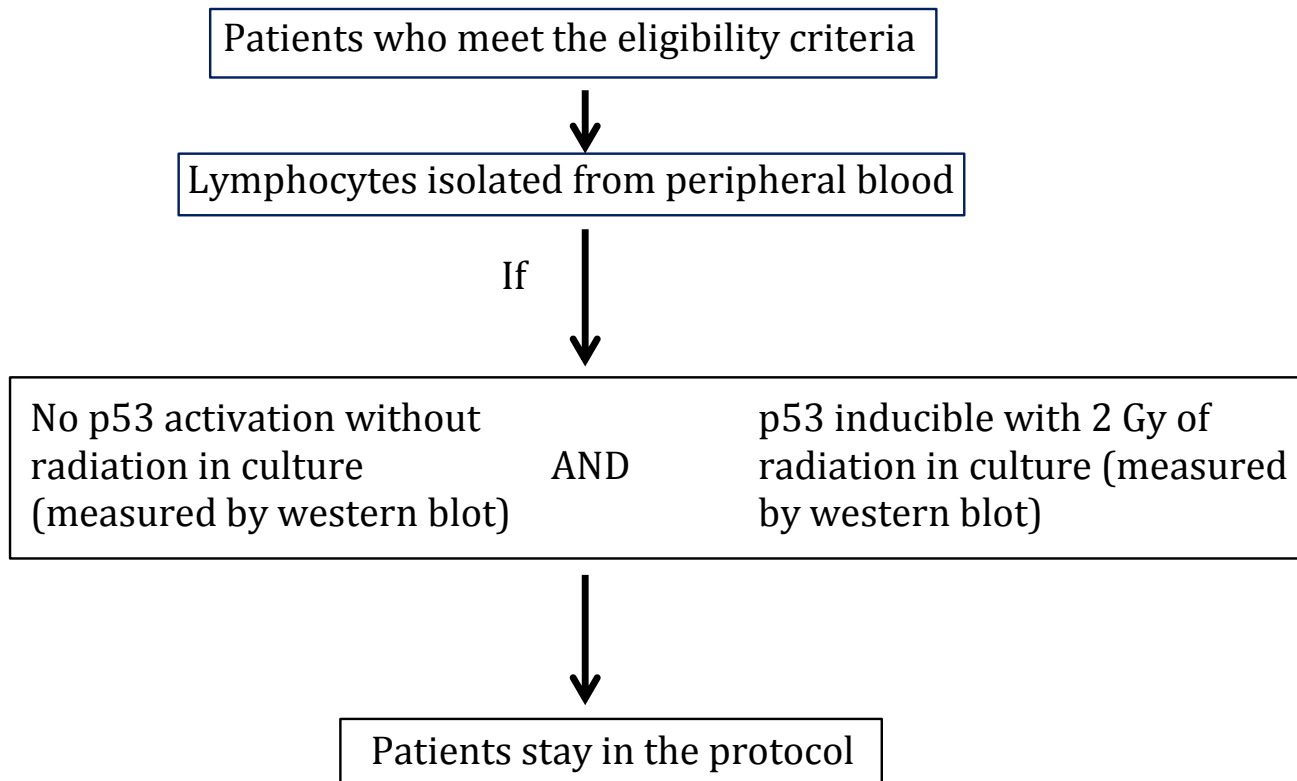 Patients who meet the eligibility criteria
Lymphocytes isolated from peripheral blood
If
No p53 activation without
radiation in culture
(measured by western blot)
AND
p53 inducible with 2 Gy of
radiation in culture (measured
by western blot)
Patients stay in the protocol